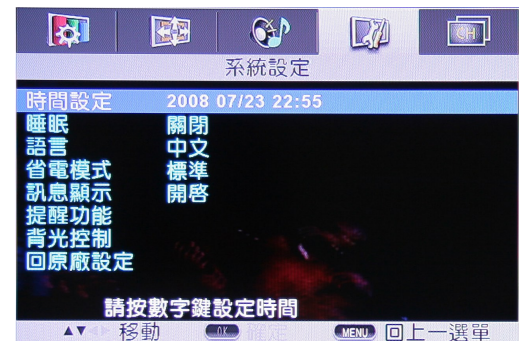 CH
系統設定
時間設定 2008 07/23 22:55
睡眠 關閉
語言 中文
省電模式 標準
訊息顯示 開啓
提醒功能
背光控制
回原廠設定
請按數字鍵設定時間
▲▼◀▶ 移動 OK 確定 MENU 回上一選單